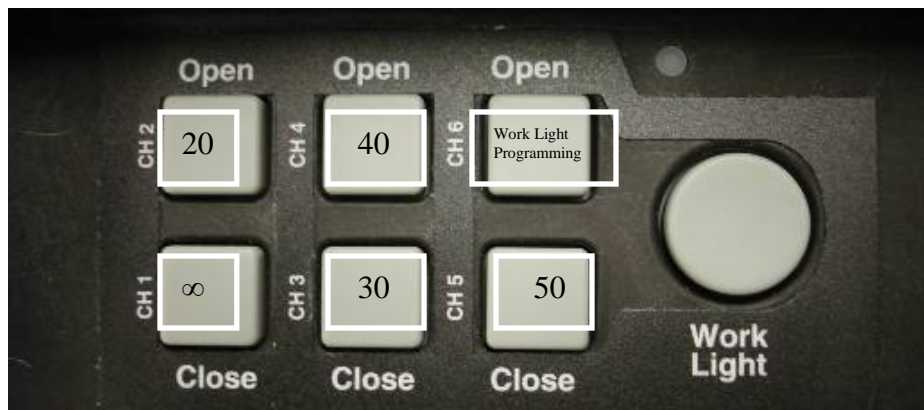 Open Open Open
CH 2 20 CH 4 40 CH 6 Work Light
Programming
CH 1 ∞ CH 3 30 CH 5 50
Close Close Close
Work
Light